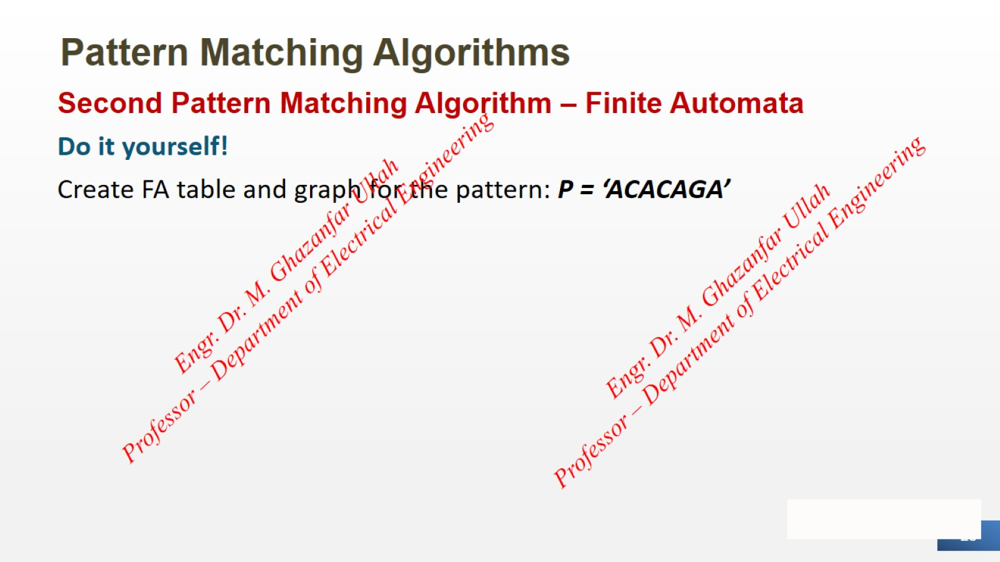 Pattern Matching Algorithms
Second Pattern Matching Algorithm – Finite Automata
Do it yourself!
Create FA table and graph for the pattern: P = ‘ACACAGA’
Engr. Dr. M. Ghazanfar Ullah
Professor – Department of Electrical Engineering
Engr. Dr. M. Ghazanfar Ullah
Professor – Department of Electrical Engineering